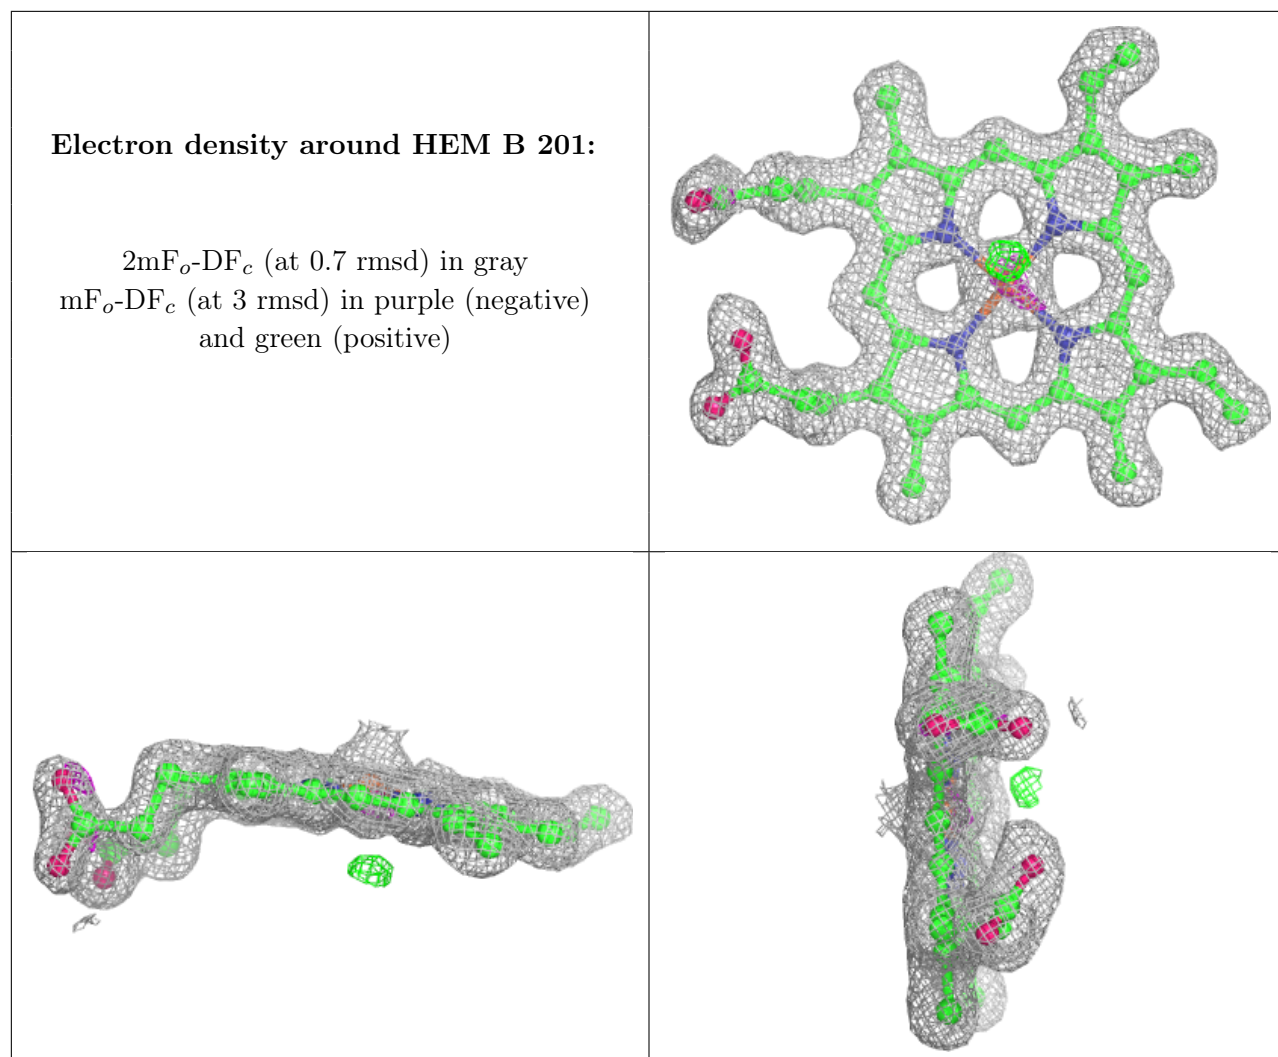 Electron density around HEM B 201:
2mFo-DFc (at 0.7 rmsd) in gray
mFo-DFc (at 3 rmsd) in purple (negative)
and green (positive)